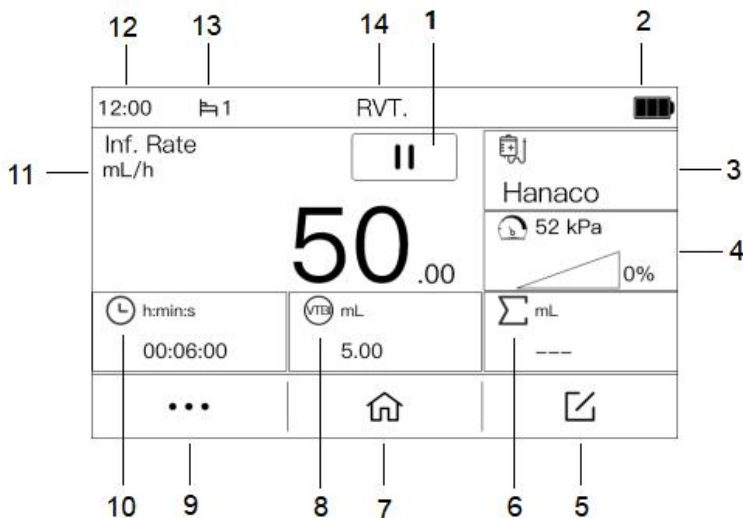 12
13
14
1
2
12:00
1
RVT.
Inf. Rate
mL/h
11
Hanaco
3
50.00
52 kPa
0%
4
h:min:s
VTBI
mL
mL
00:06:00
5.00
---
10
9
8
7
6
5